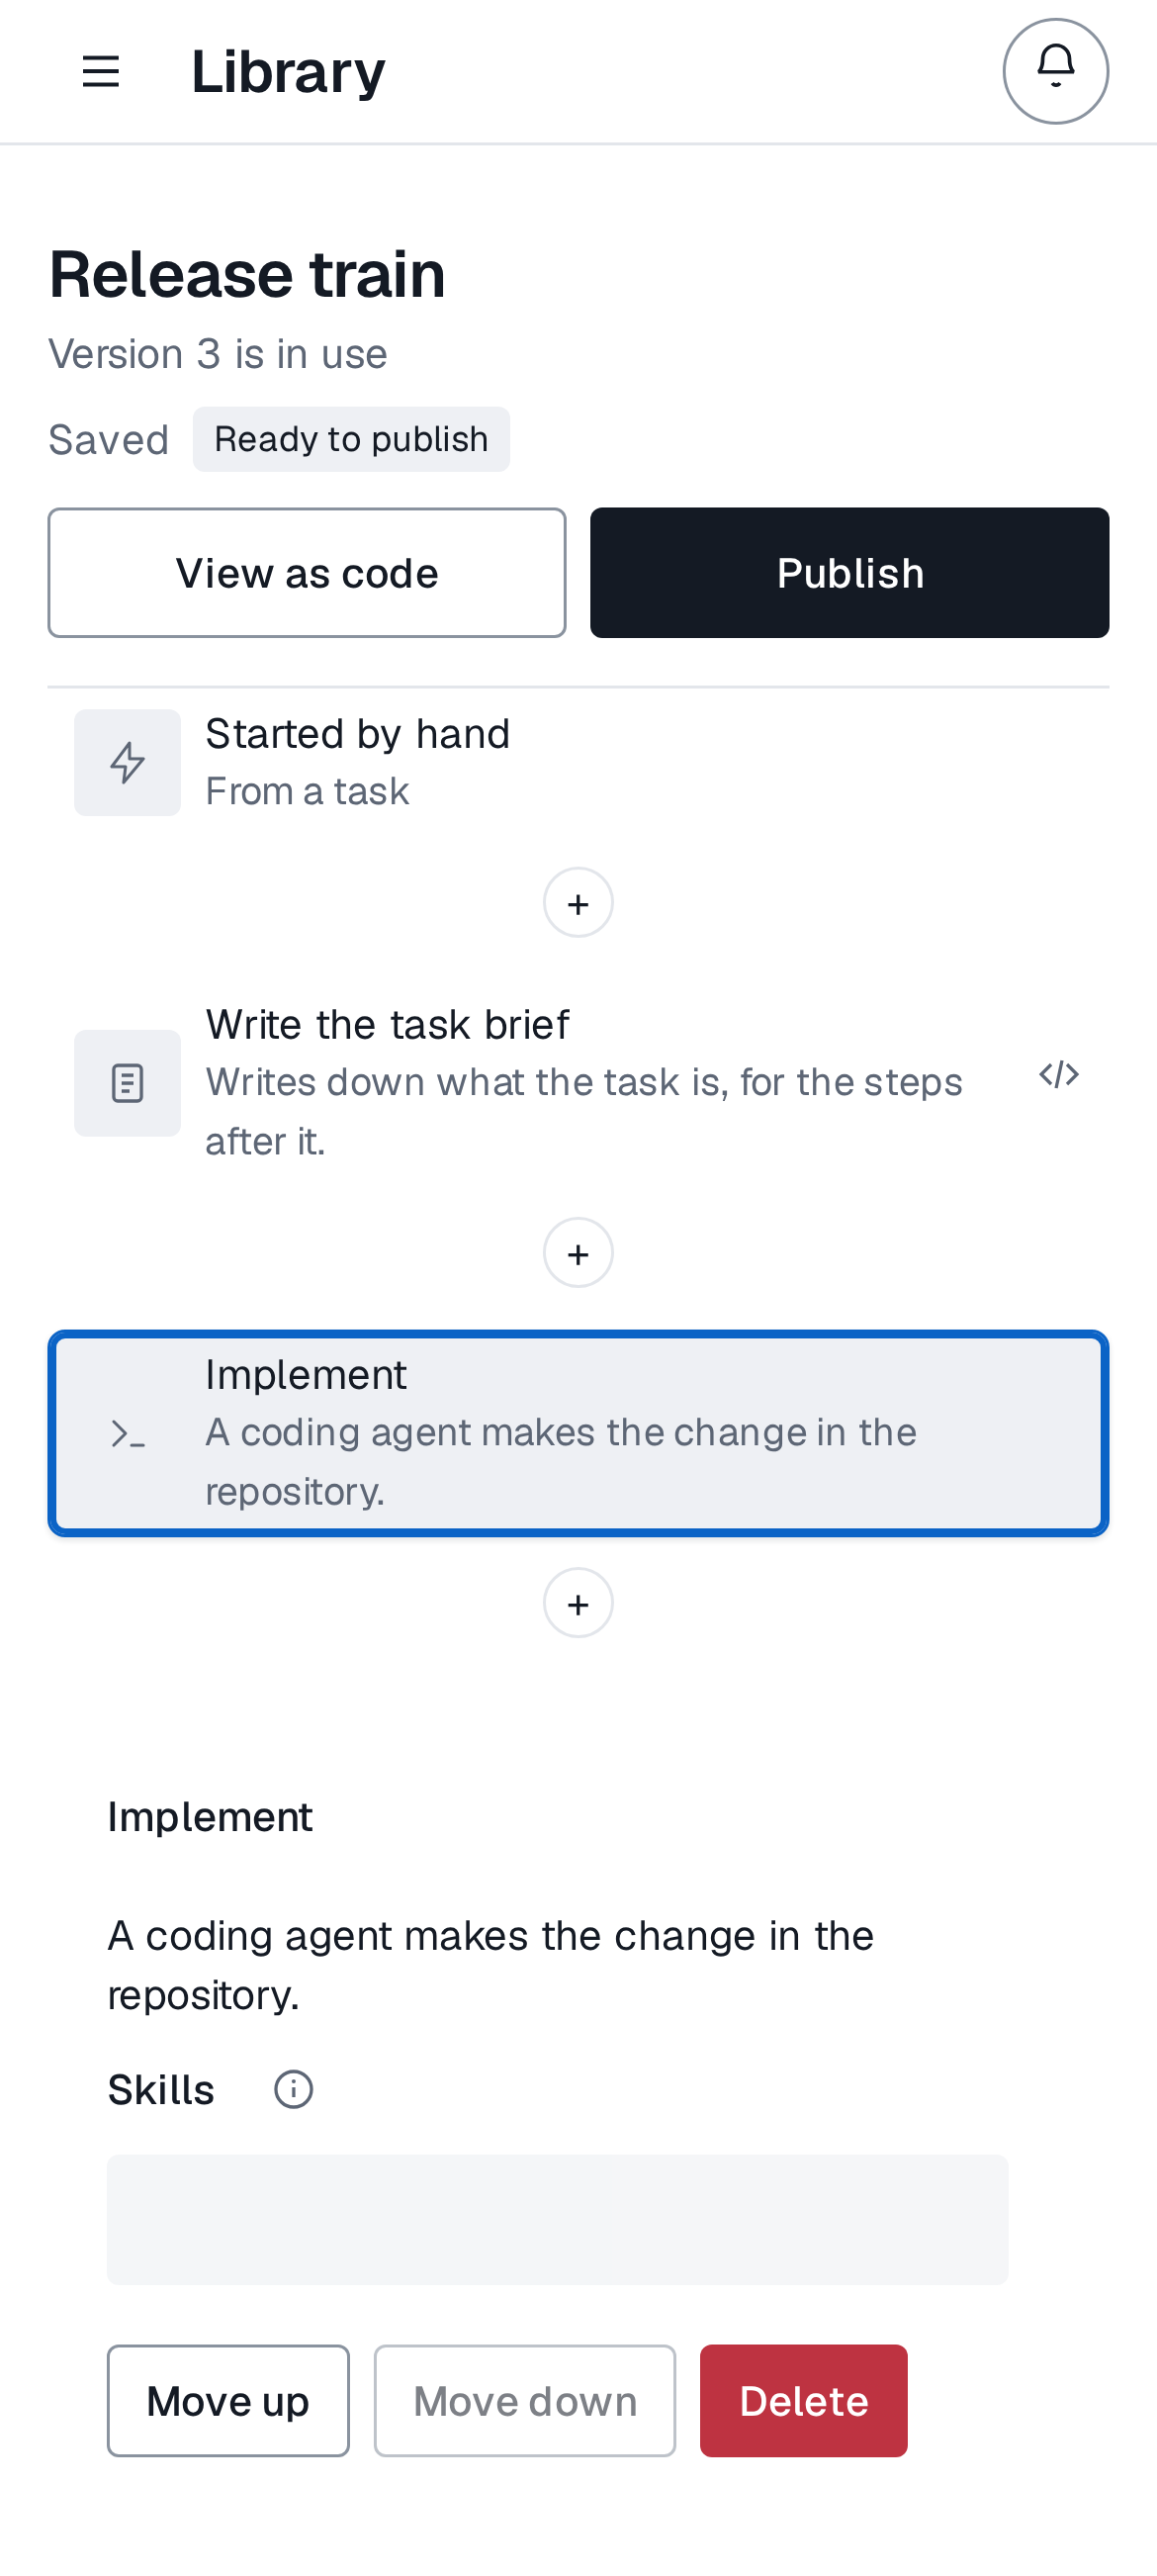 Library
Release train
Version 3 is in use
Saved
Ready to publish
View as code
Publish
Started by hand
From a task
+
Write the task brief
Writes down what the task is, for the steps
after it.
+
Implement
A coding agent makes the change in the
repository.
+
Implement
A coding agent makes the change in the
repository.
Skills
Move up
Move down
Delete